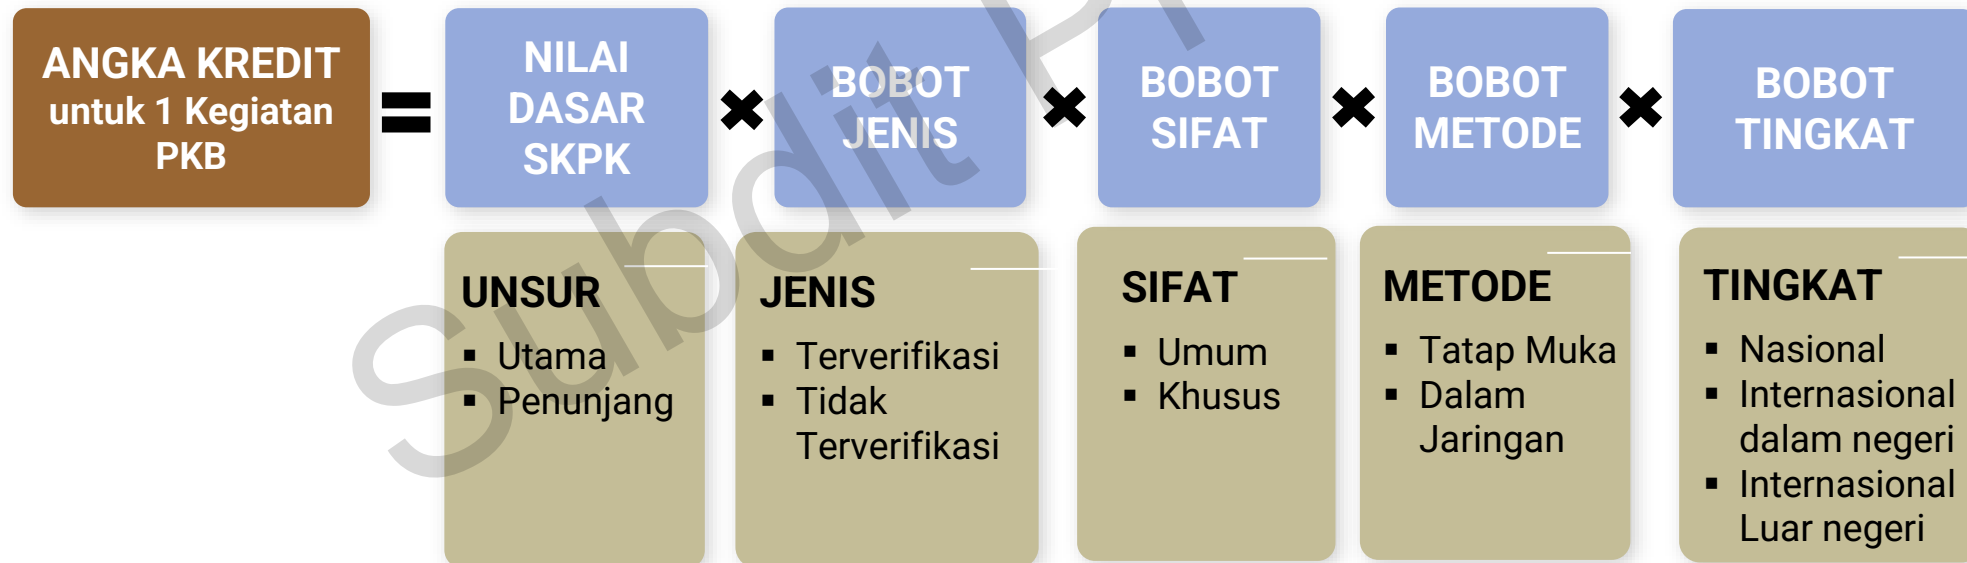 ANGKA KREDIT
untuk 1 Kegiatan
PKB
=
NILAI
DASAR
SKPK
×
BOBOT
JENIS
×
BOBOT
SIFAT
×
BOBOT
METODE
×
BOBOT
TINGKAT
UNSUR
▪ Utama
▪ Penunjang
JENIS
▪ Terverifikasi
▪ Tidak
Terverifikasi
SIFAT
▪ Umum
▪ Khusus
METODE
▪ Tatap Muka
▪ Dalam
Jaringan
TINGKAT
▪ Nasional
▪ Internasional
dalam negeri
▪ Internasional
Luar negeri
Subdit